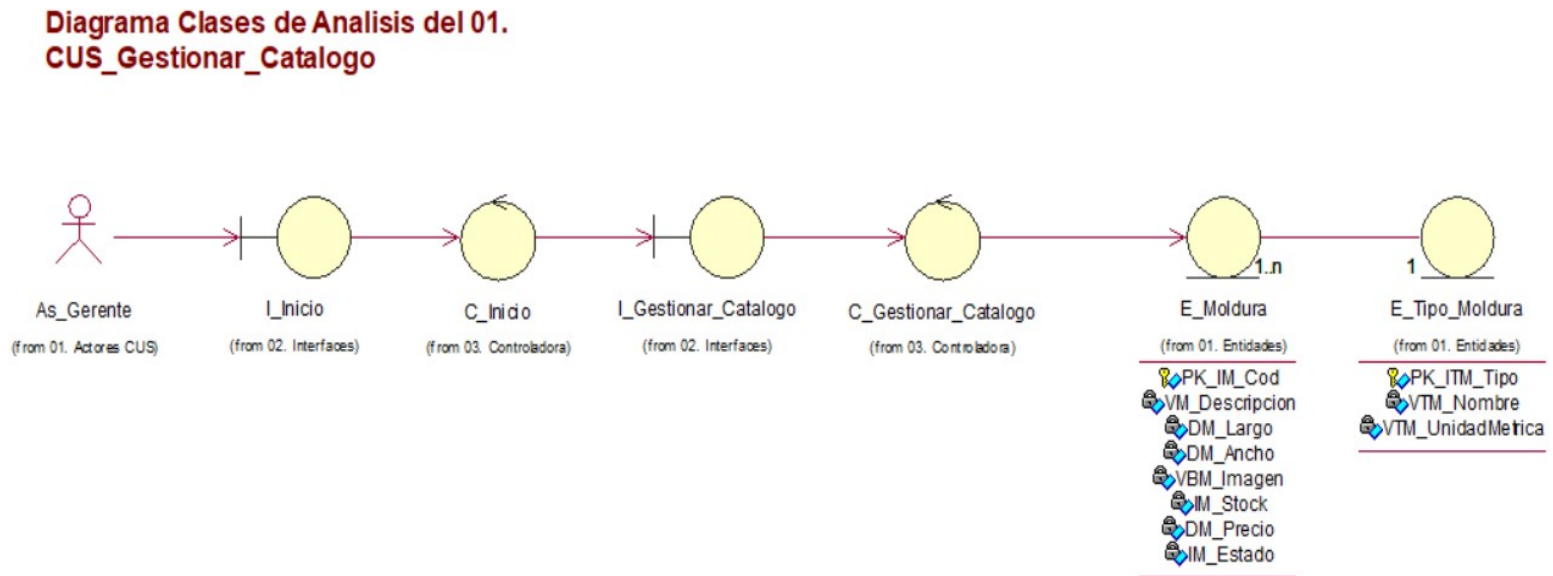 Diagrama Clases de Analisis del 01.
CUS_Gestionar_Catalogo
1..n
1
As_Gerente
(from 01. Actores CUS)
I_Inicio
(from 02. Interfaces)
C_Inicio
(from 03. Controladora)
I_Gestionar_Catalogo
(from 02. Interfaces)
C_Gestionar_Catalogo
(from 03. Controladora)
E_Moldura
(from 01. Entidades)
PK_IM_Cod
VM_Descripcion
DM_Largo
DM_Ancho
VBM_Imagen
IM_Stock
DM_Precio
IM_Estado
E_Tipo_Moldura
(from 01. Entidades)
PK_ITM_Tipo
VTM_Nombre
VTM_UnidadMetrica